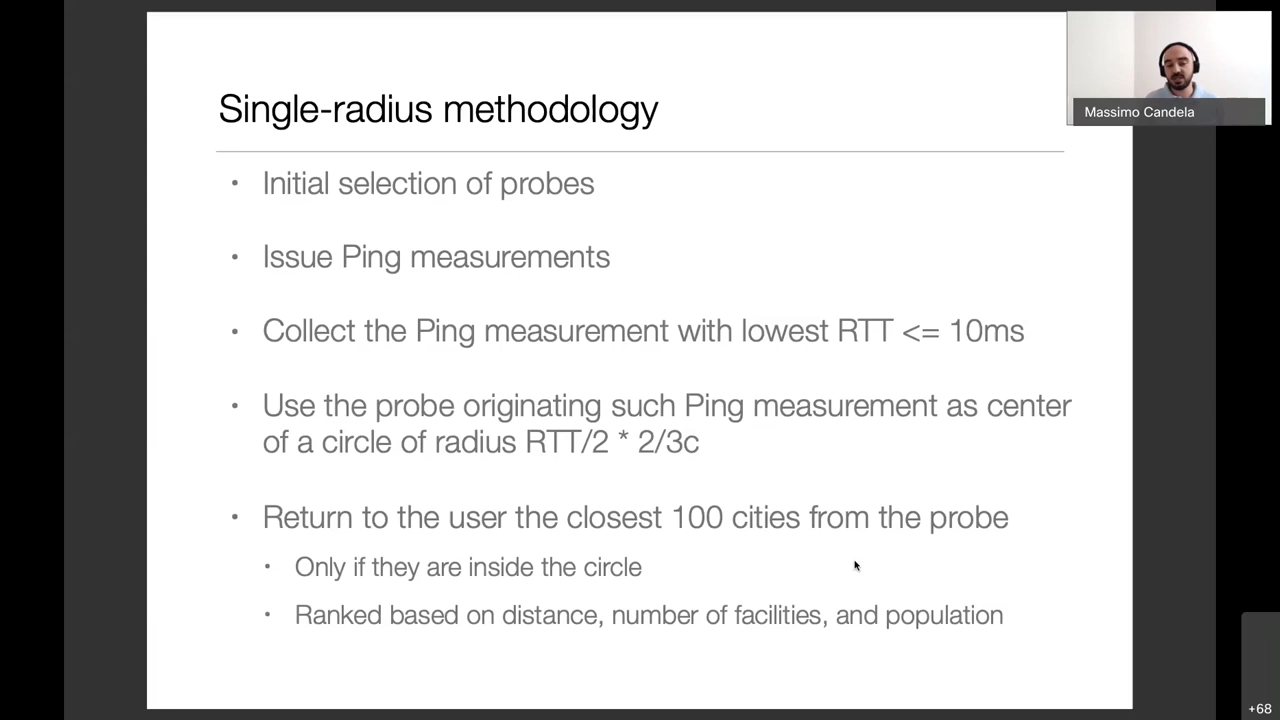 Single-radius methodology
• Initial selection of probes
• Issue Ping measurements
• Collect the Ping measurement with lowest RTT <= 10ms
• Use the probe originating such Ping measurement as center
of a circle of radius RTT/2 * 2/3c
• Return to the user the closest 100 cities from the probe
• Only if they are inside the circle
• Ranked based on distance, number of facilities, and population
Massimo Candela
+68